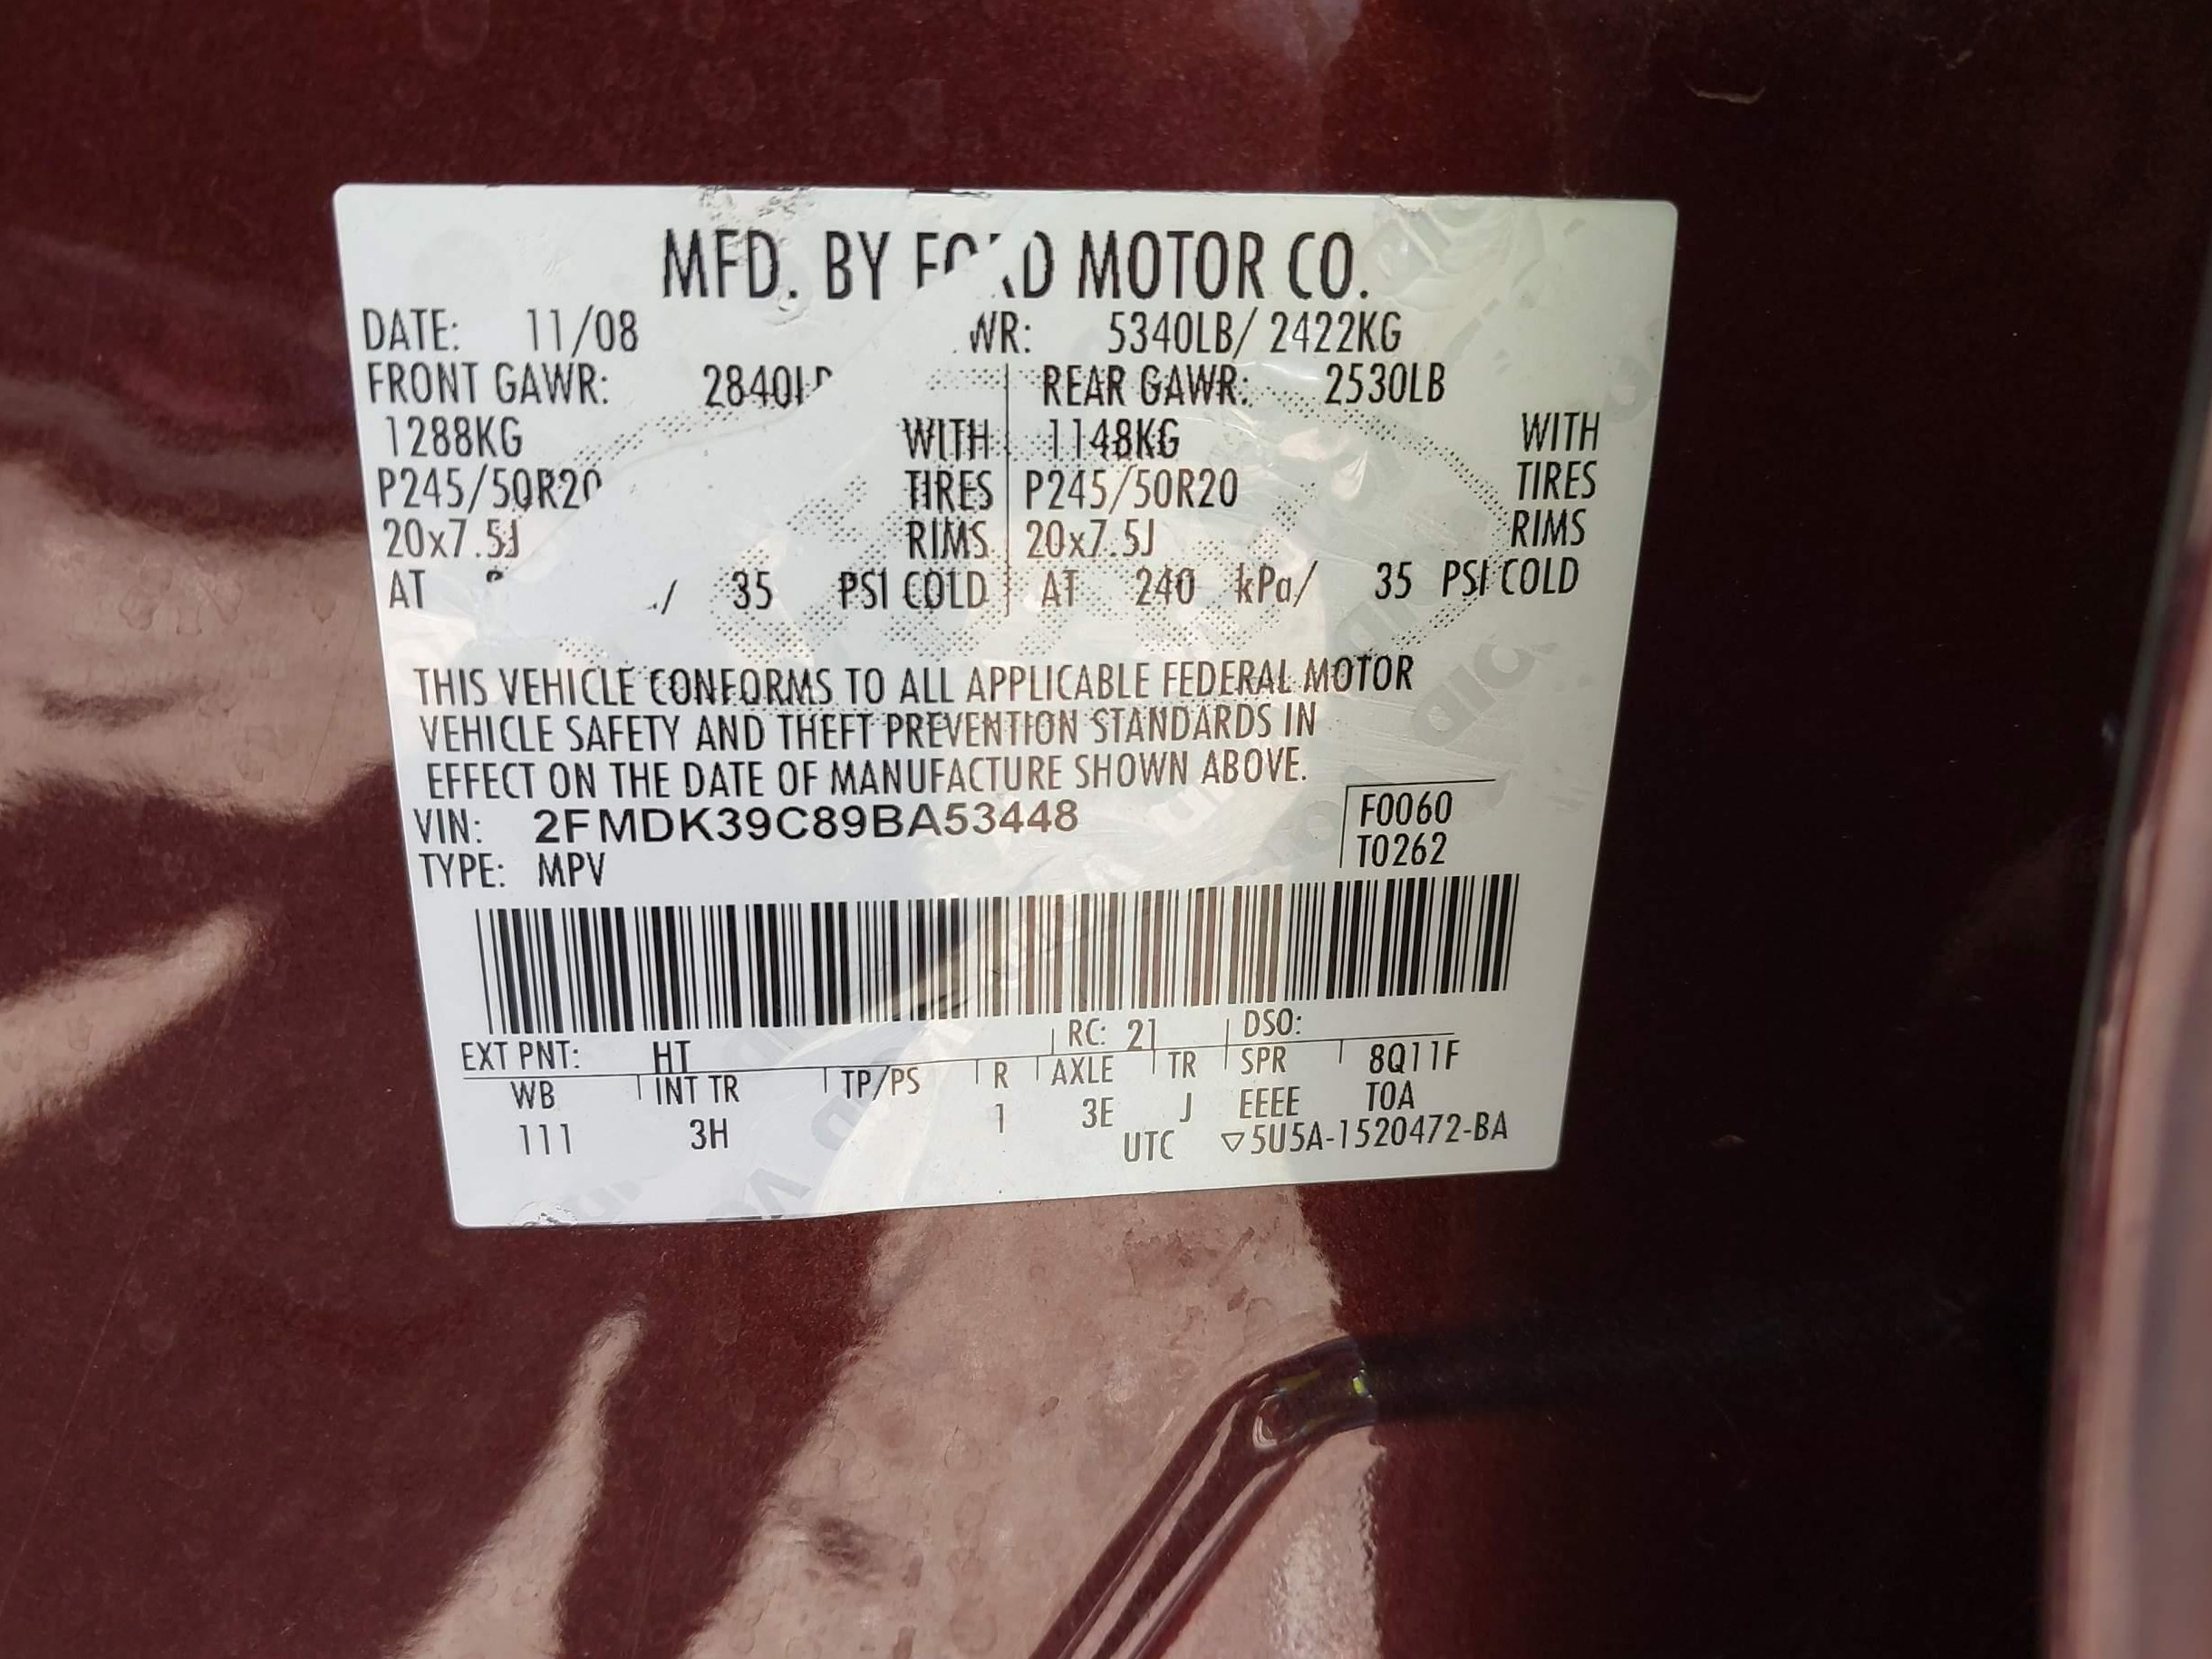 MFD. BY FORD MOTOR CO.
DATE: 11/08 WR: 5340LB/ 2422KG
FRONT GAWR: 2840LB REAR GAWR: 2530LB
1288KG WITH 1148KG WITH
P245/50R20 TIRES P245/50R20 TIRES
20x7.5J RIMS 20x7.5J RIMS
AT / 35 PSI COLD AT 240 kPa/ 35 PSI COLD
THIS VEHICLE CONFORMS TO ALL APPLICABLE FEDERAL MOTOR
VEHICLE SAFETY AND THEFT PREVENTION STANDARDS IN
EFFECT ON THE DATE OF MANUFACTURE SHOWN ABOVE.
VIN: 2FMDK39C89BA53448 F0060
TYPE: MPV T0262
EXT PNT: HT RC: 21 DSO:
WB INT TR TP/PS R AXLE TR SPR 8Q11F
111 3H 1 3E J EEEE TOA
UTC ▽5U5A-1520472-BA